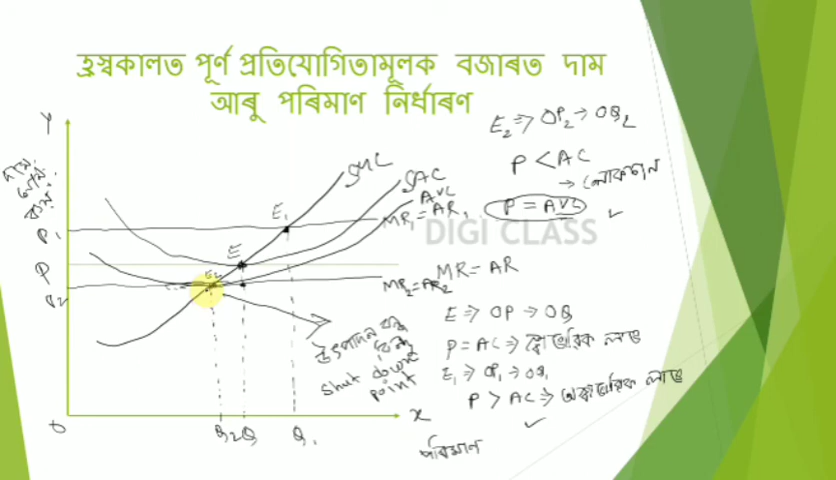 হ্ৰস্বকালত পূৰ্ণ প্ৰতিযোগিতামূলক বজাৰত দাম
আৰু পৰিমাণ নিৰ্ধাৰণ
E₂ ⇒ OP₂ → OQ₂
P < AC
→ লোকচান
P = AVC
✓
Y
SMC
SAC
AVC
E₁
MR₁ = AR₁
P₁
DIGI CLASS
E
P
MR = AR
E₂
MR₂ = AR₂
P₂
E ⇒ OP → OQ
P = AC ⇒ স্বাভাৱিক লাভ
E₁ ⇒ OP₁ → OQ₁
P > AC ⇒ অস্বাভাৱিক লাভ
✓
উৎপাদন বন্ধ
বিন্দু
Shut down
point
O
Q₂ Q
Q₁
X
পৰিমাণ